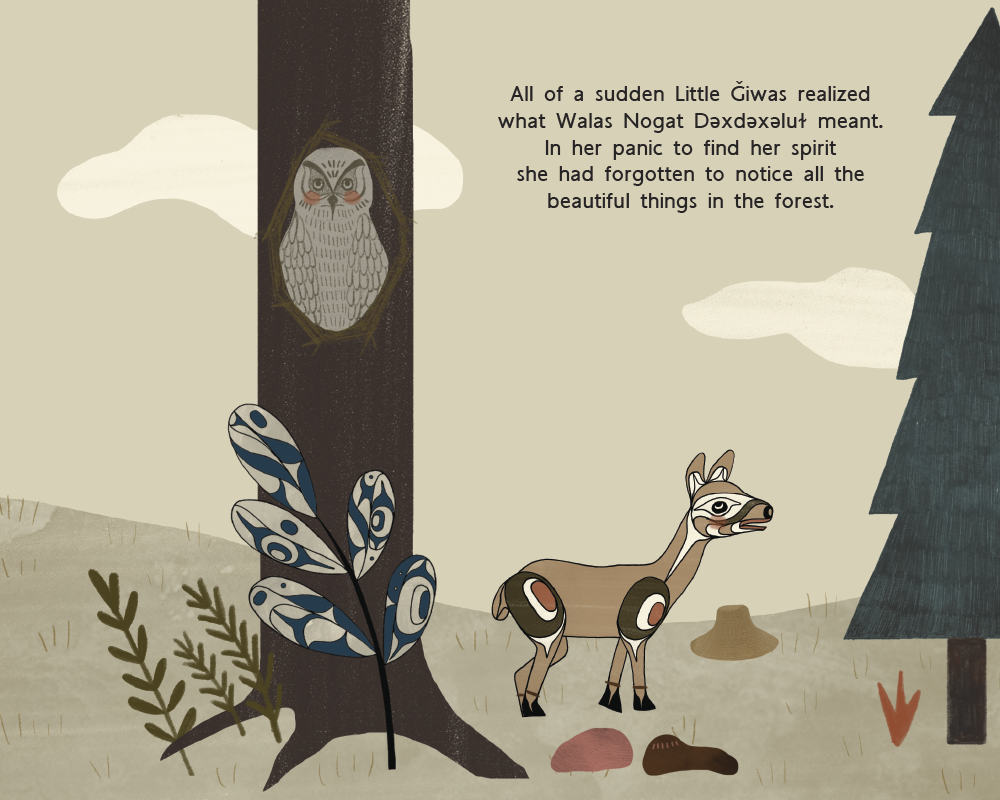 All of a sudden Little Ǧiwas realized
what Walas Nogat Dəxdəxəluł meant.
In her panic to find her spirit
she had forgotten to notice all the
beautiful things in the forest.